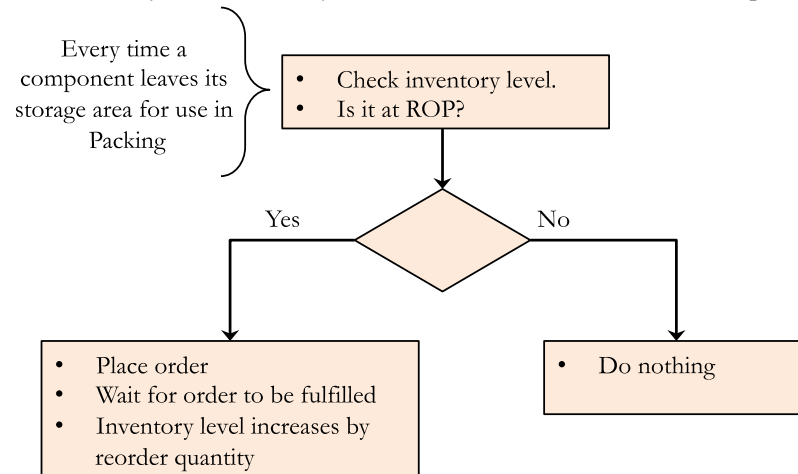 Every time a
component leaves its
storage area for use in
Packing
• Check inventory level.
• Is it at ROP?
Yes
No
• Place order
• Wait for order to be fulfilled
• Inventory level increases by
reorder quantity
• Do nothing